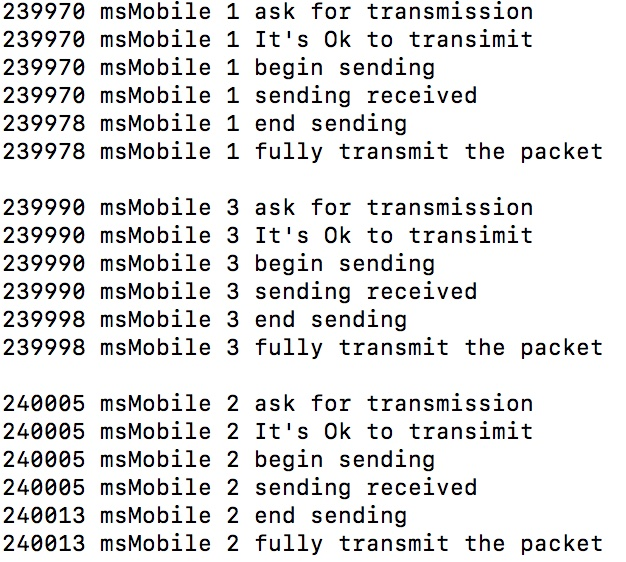 239970 msMobile 1 ask for transmission
239970 msMobile 1 It's Ok to transimit
239970 msMobile 1 begin sending
239970 msMobile 1 sending received
239978 msMobile 1 end sending
239978 msMobile 1 fully transmit the packet
239990 msMobile 3 ask for transmission
239990 msMobile 3 It's Ok to transimit
239990 msMobile 3 begin sending
239990 msMobile 3 sending received
239998 msMobile 3 end sending
239998 msMobile 3 fully transmit the packet
240005 msMobile 2 ask for transmission
240005 msMobile 2 It's Ok to transimit
240005 msMobile 2 begin sending
240005 msMobile 2 sending received
240013 msMobile 2 end sending
240013 msMobile 2 fully transmit the packet